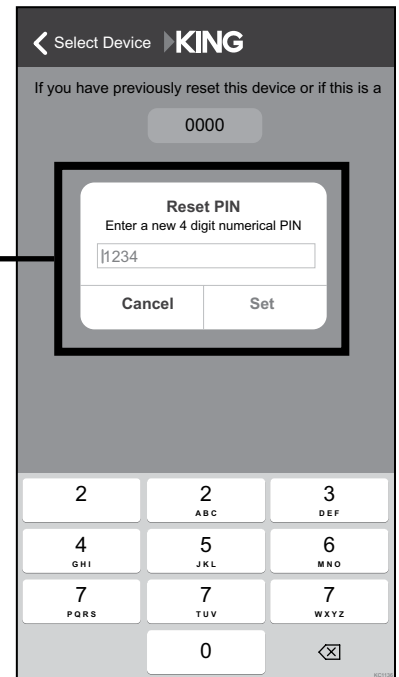 Select Device KING
If you have previously reset this device or if this is a
0000
Reset PIN
Enter a new 4 digit numerical PIN
1234
Cancel Set
2 2 3
ABC DEF
4 5 6
GHI JKL MNO
7 7 7
PQRS TUV WXYZ
0
KC1136